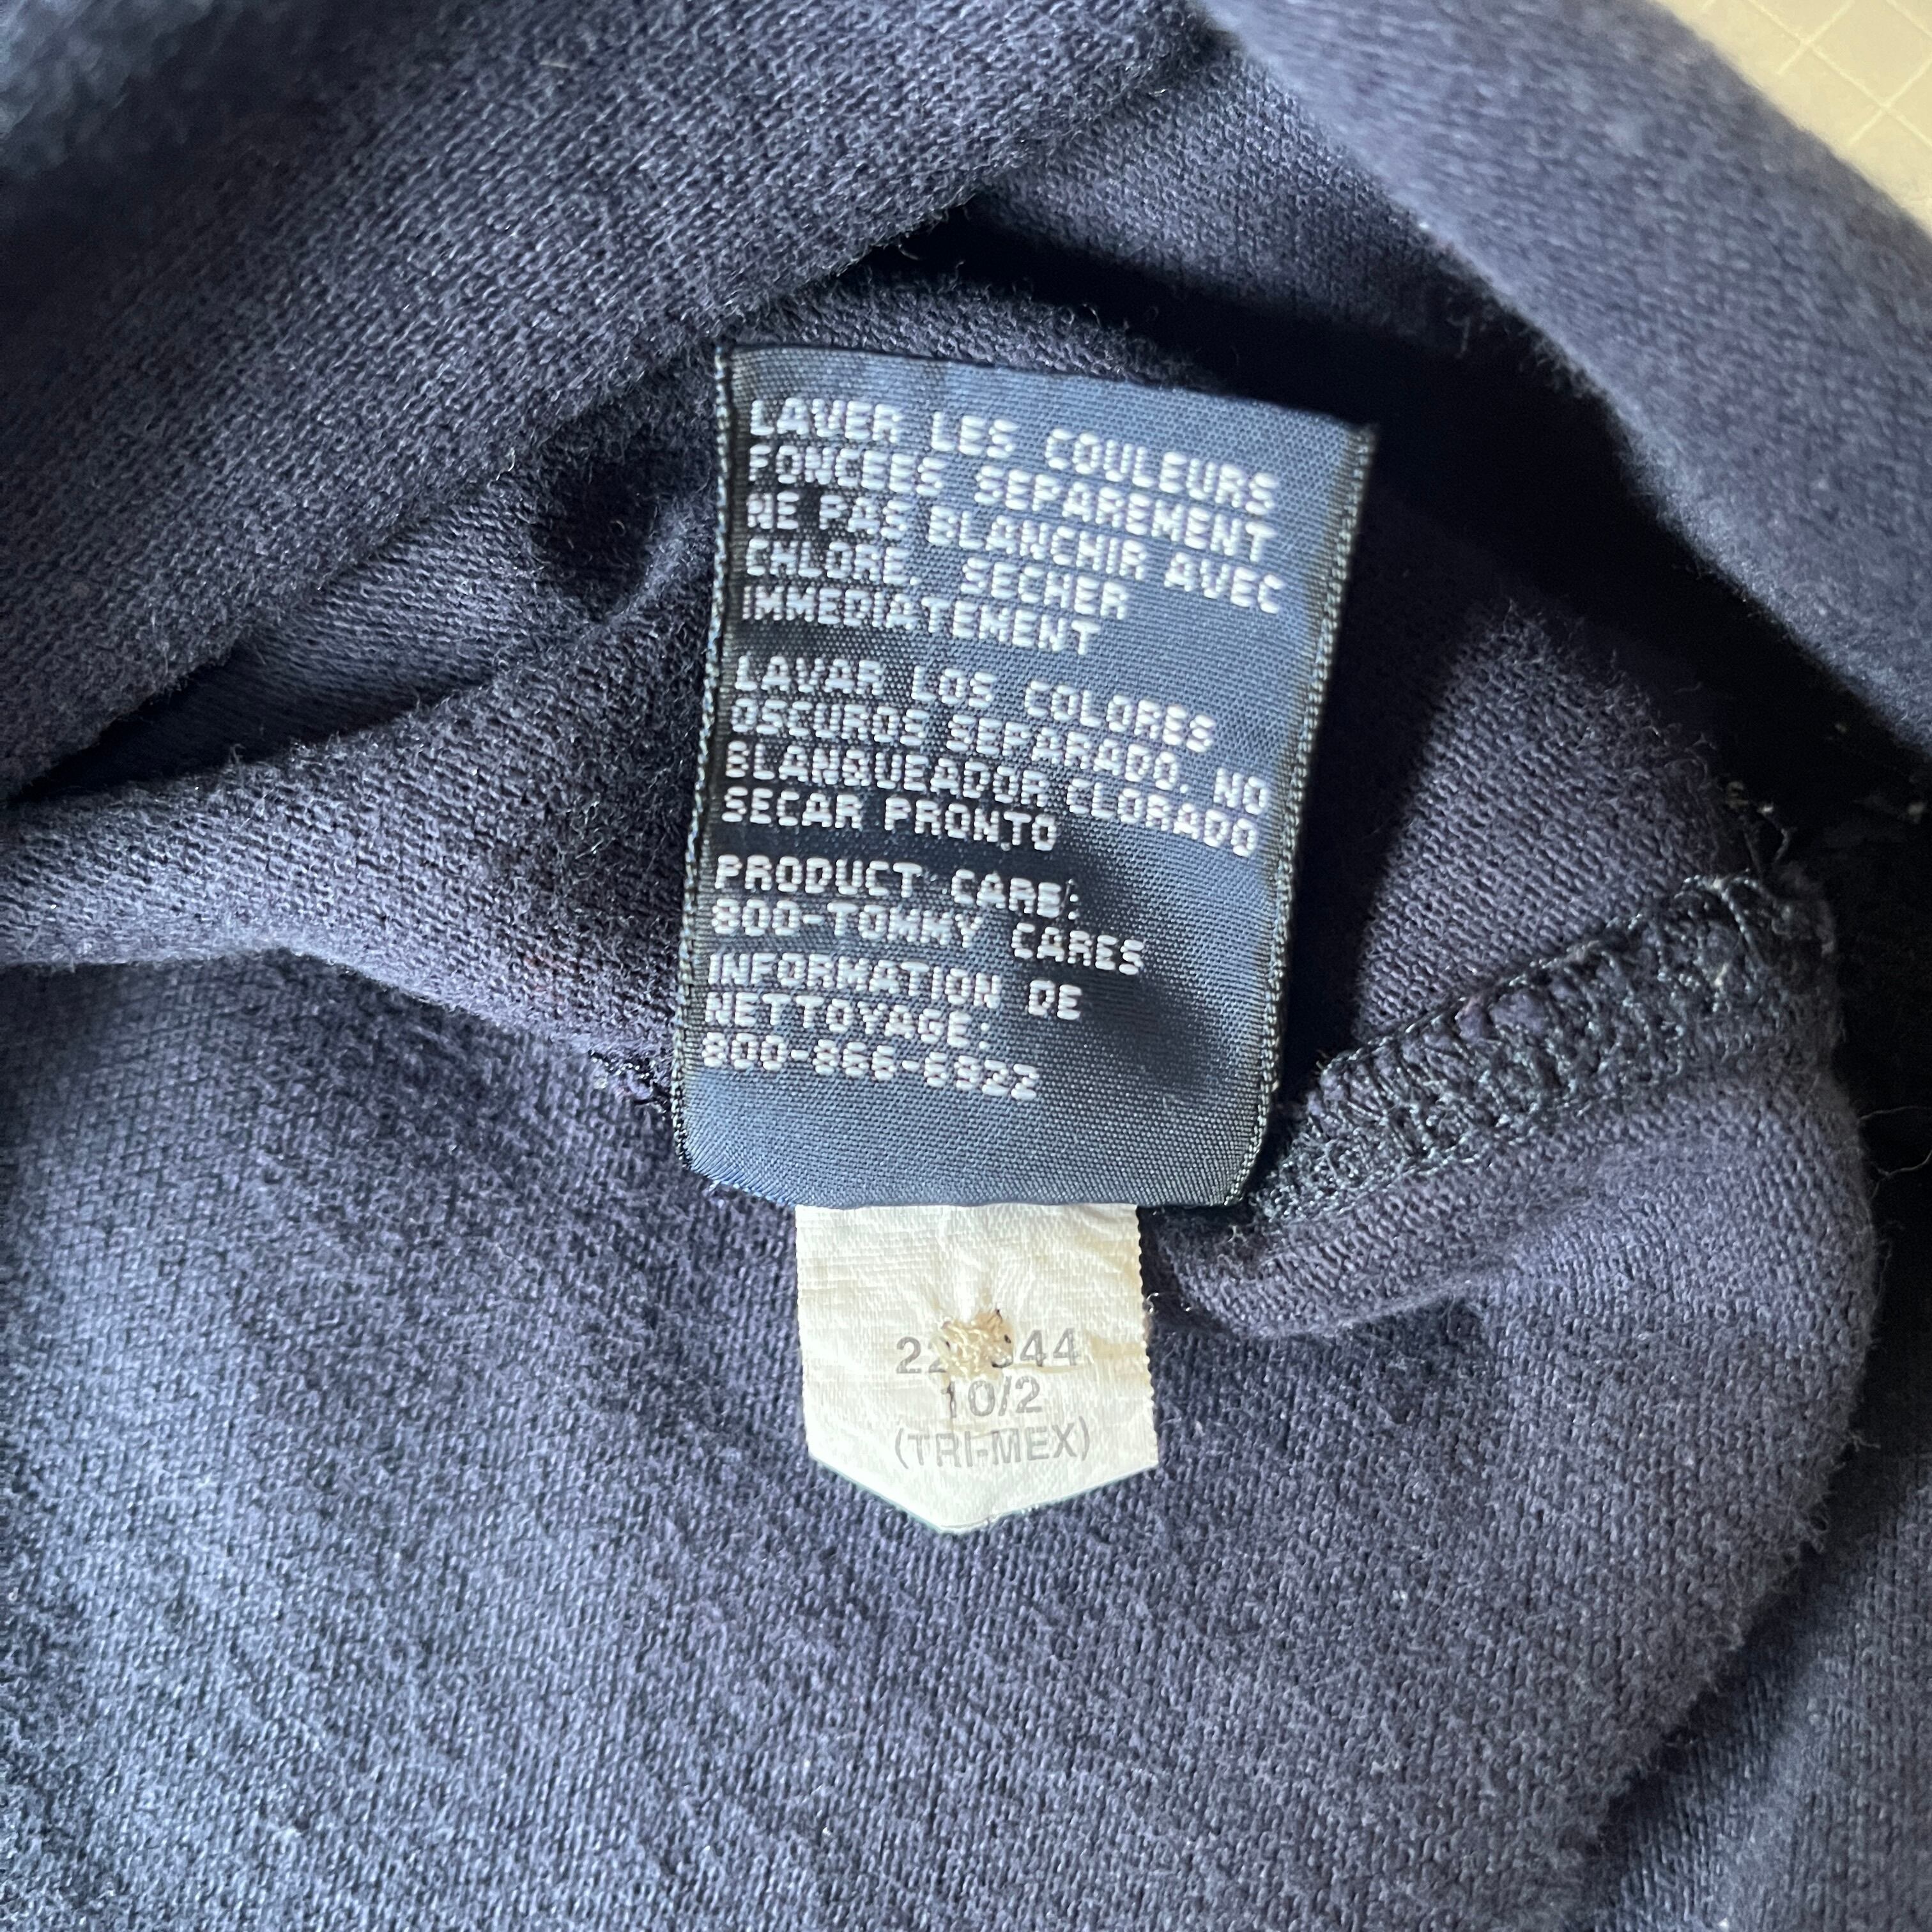 LAVER LES COULEURS
FONCEES SEPAREMENT
NE PAS BLANCHIR AVEC
CHLORE. SECHER
IMMEDIATEMENT
LAVAR LOS COLORES
OSCUROS SEPARADO. NO
BLANQUEADOR CLORADO
SECAR PRONTO
PRODUCT CARE:
800-TOMMY CARES
INFORMATION DE
NETTOYAGE:
800-866-6922
10/2
(TRI-MEX)